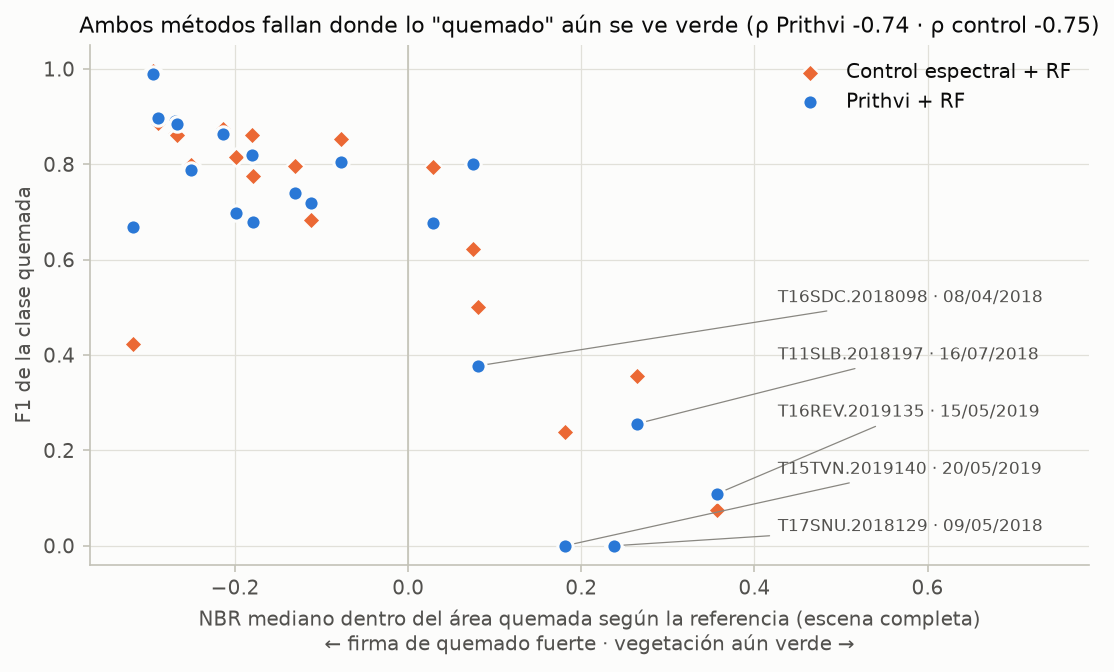 Ambos métodos fallan donde lo "quemado" aún se ve verde (ρ Prithvi -0.74 · ρ control -0.75)
Control espectral + RF
Prithvi + RF
F1 de la clase quemada
1.0
0.8
0.6
0.4
0.2
0.0
T16SDC.2018098 · 08/04/2018
T11SLB.2018197 · 16/07/2018
T16REV.2019135 · 15/05/2019
T15TVN.2019140 · 20/05/2019
T17SNU.2018129 · 09/05/2018
−0.2 0.0 0.2 0.4 0.6
NBR mediano dentro del área quemada según la referencia (escena completa)
← firma de quemado fuerte · vegetación aún verde →